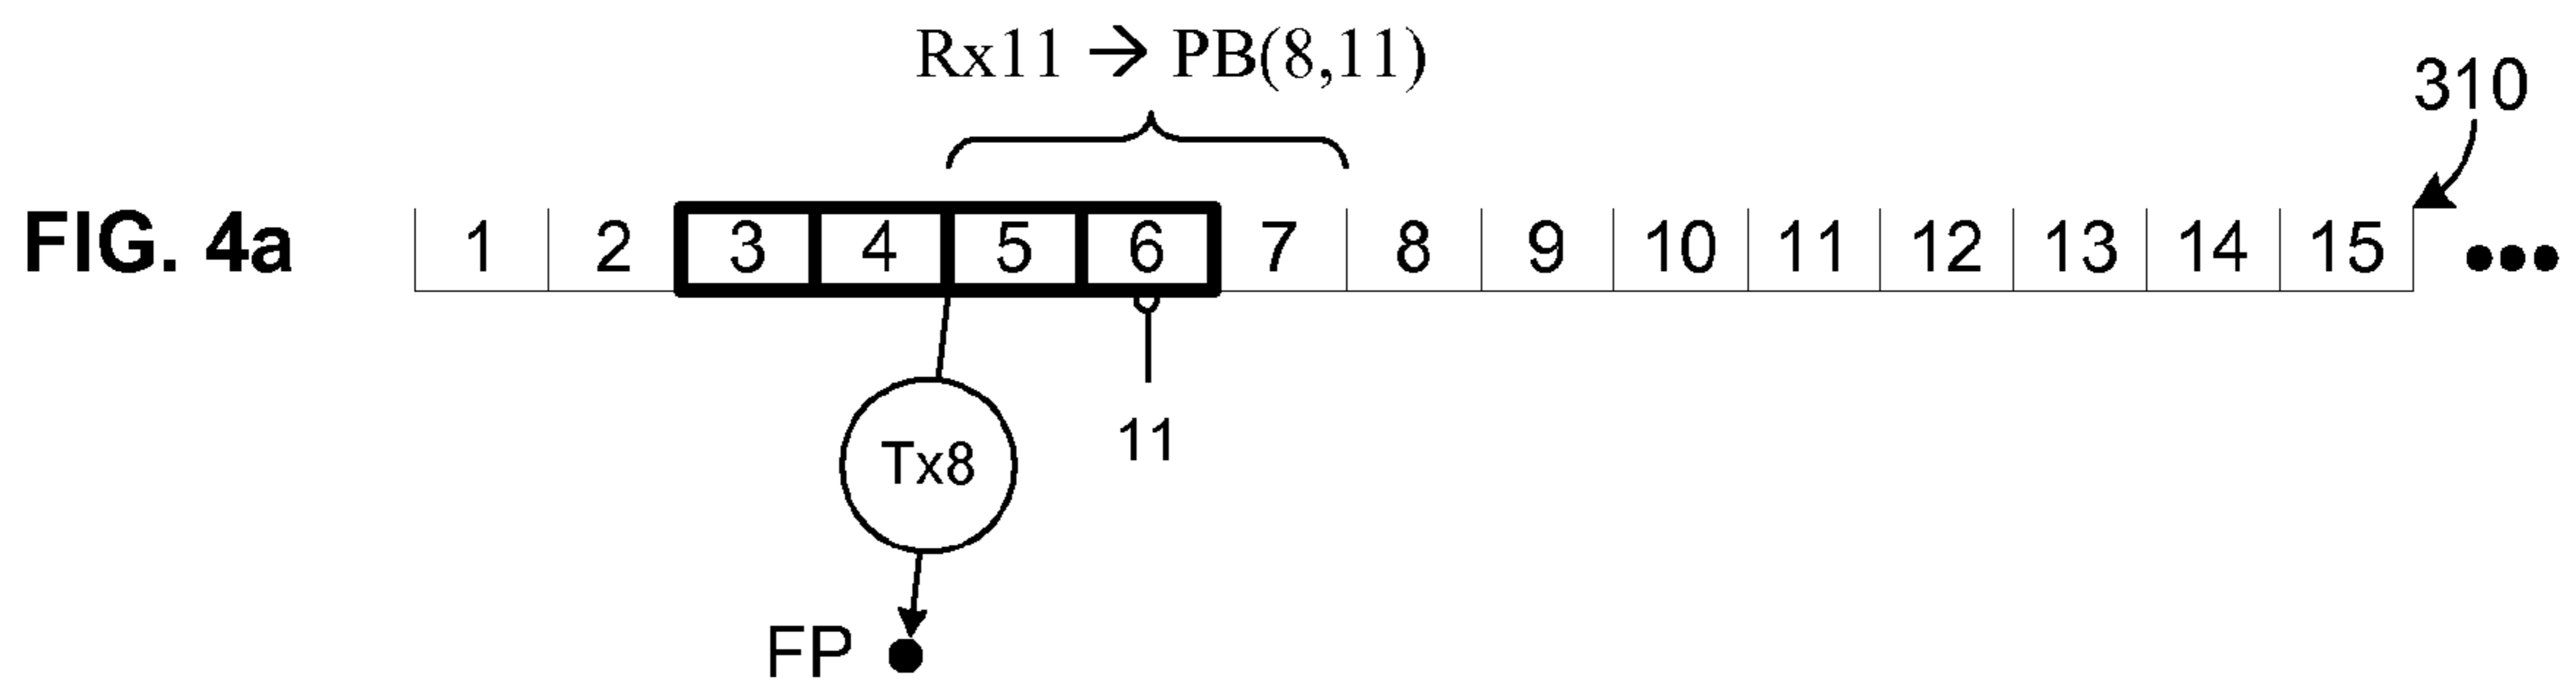 Rx11 → PB(8,11)
310
FIG. 4a 1 2 3 4 5 6 7 8 9 10 11 12 13 14 15 •••
11
Tx8
FP